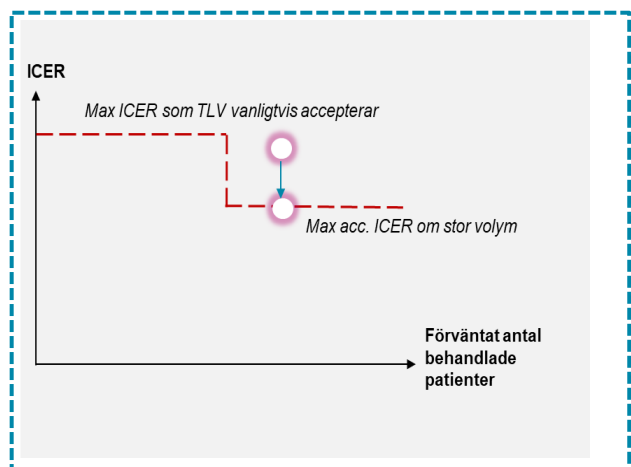 ICER
Max ICER som TLV vanligtvis accepterar
Max acc. ICER om stor volym
Förväntat antal
behandlade
patienter